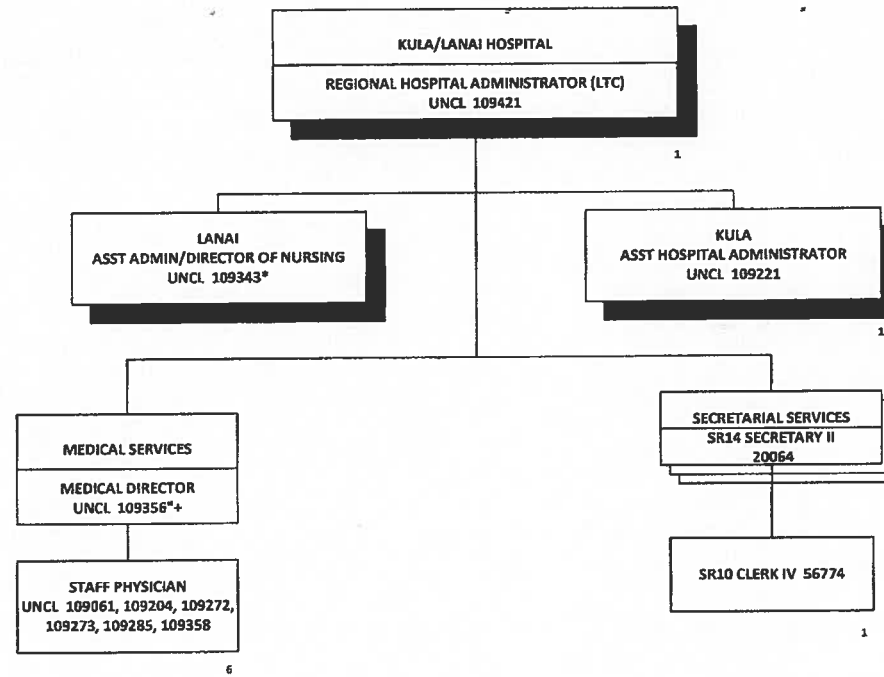 KULA/LANAI HOSPITAL
REGIONAL HOSPITAL ADMINISTRATOR (LTC)
UNCL 109421
1
LANAI
ASST ADMIN/DIRECTOR OF NURSING
UNCL 109343*
KULA
ASST HOSPITAL ADMINISTRATOR
UNCL 109221
1
MEDICAL SERVICES
MEDICAL DIRECTOR
UNCL 109356*+
SECRETARIAL SERVICES
SR14 SECRETARY II
20064
STAFF PHYSICIAN
UNCL 109061, 109204, 109272,
109273, 109285, 109358
6
SR10 CLERK IV 56774
1